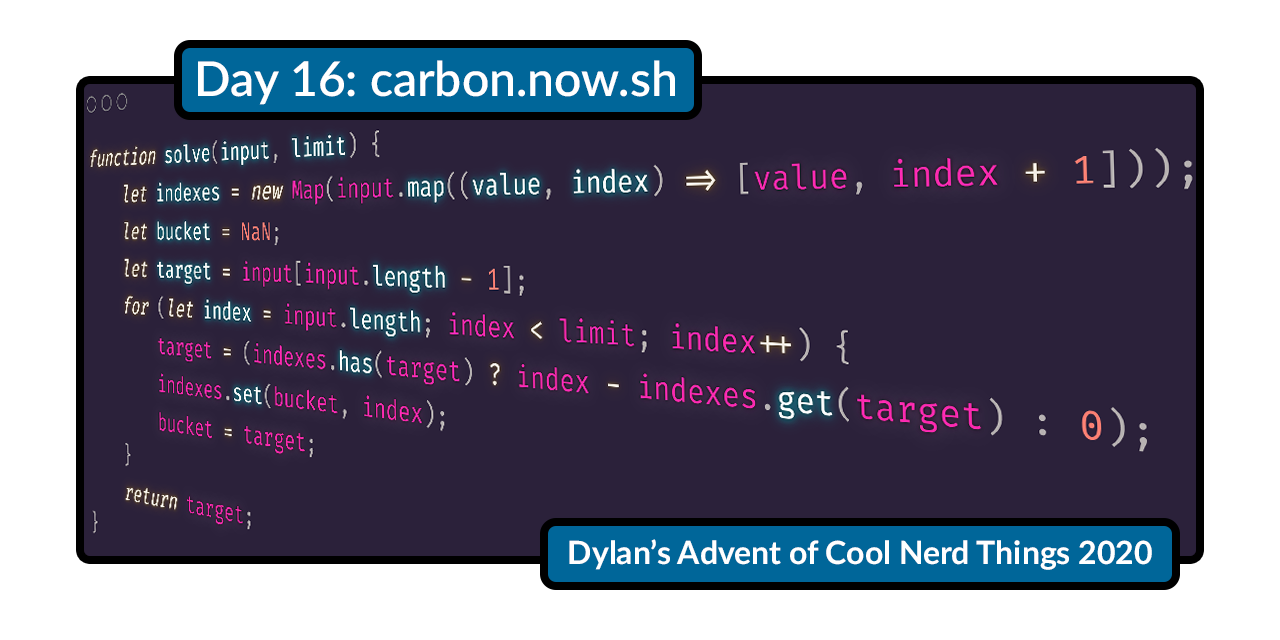 Day 16: carbon.now.sh
function solve(input, limit) {
let indexes = new Map(input.map((value, index) => [value, index + 1]));
let bucket = NaN;
let target = input[input.length - 1];
for (let index = input.length; index < limit; index++) {
target = (indexes.has(target) ? index - indexes.get(target) : 0);
indexes.set(bucket, index);
bucket = target;
}
return target;
}
Dylan’s Advent of Cool Nerd Things 2020